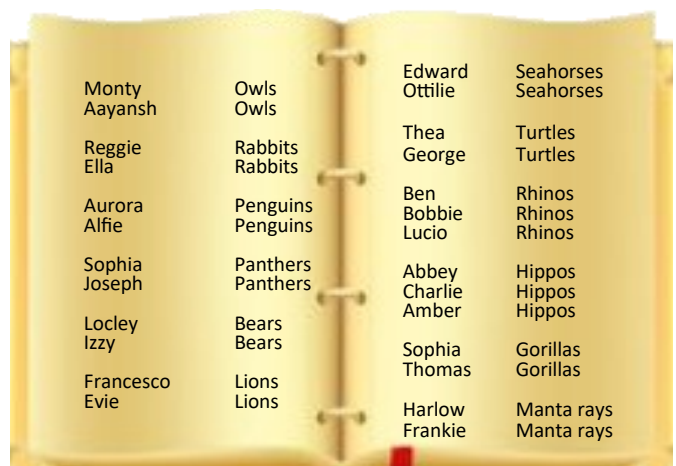 Monty Owls
Aayansh Owls
Reggie Rabbits
Ella Rabbits
Aurora Penguins
Alfie Penguins
Sophia Panthers
Joseph Panthers
Locley Bears
Izzy Bears
Francesco Lions
Evie Lions
Edward Seahorses
Ottilie Seahorses
Thea Turtles
George Turtles
Ben Rhinos
Bobbie Rhinos
Lucio Rhinos
Abbey Hippos
Charlie Hippos
Amber Hippos
Sophia Gorillas
Thomas Gorillas
Harlow Manta rays
Frankie Manta rays